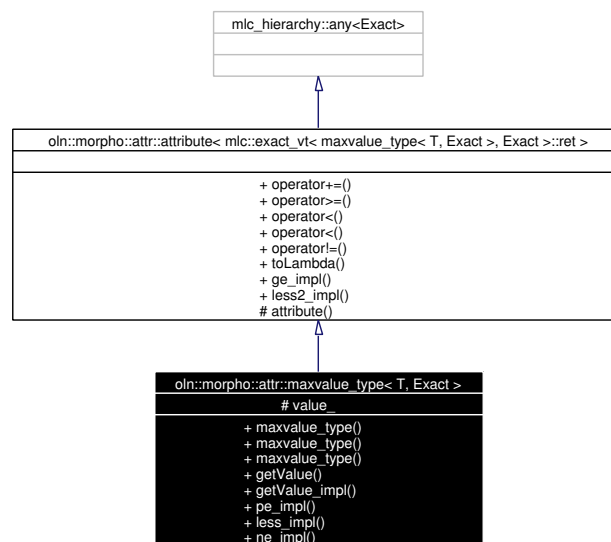 mlc_hierarchy::any<Exact>
oln::morpho::attr::attribute< mlc::exact_vt< maxvalue_type< T, Exact >, Exact >::ret >
+ operator+=()
+ operator>=()
+ operator<()
+ operator<()
+ operator!=()
+ toLambda()
+ ge_impl()
+ less2_impl()
# attribute()
oln::morpho::attr::maxvalue_type< T, Exact >
# value_
+ maxvalue_type()
+ maxvalue_type()
+ maxvalue_type()
+ getValue()
+ getValue_impl()
+ pe_impl()
+ less_impl()
+ ne_impl()